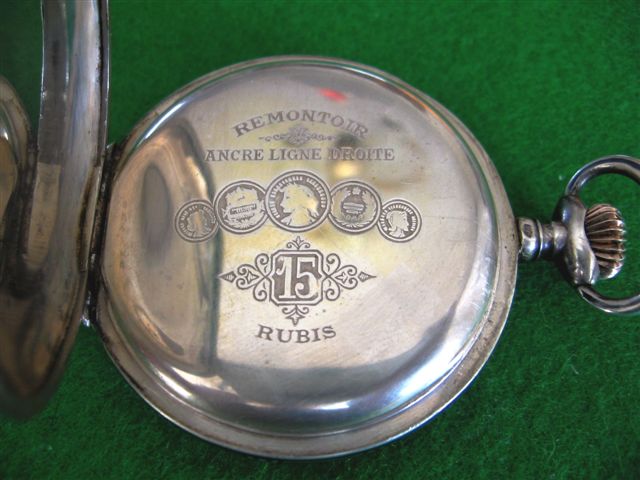 REMONTOIR
ANCRE LIGNE DROITE
15
RUBIS